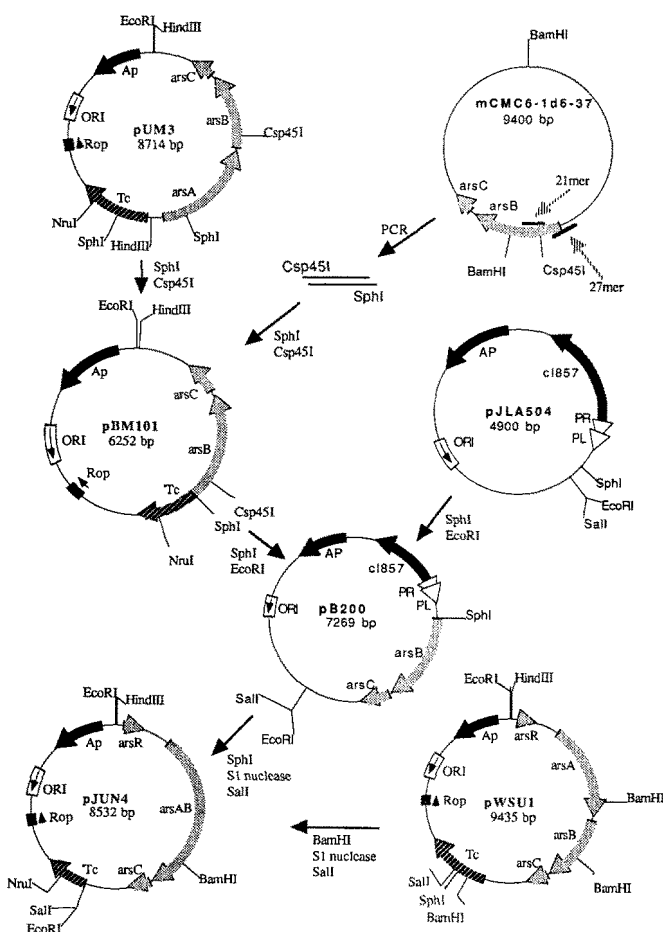 EcoRI
HindIII
Ap
arsC
ORI
arsB
pUM3
8714 bp
Csp45I
Rop
arsA
Tc
NruI
SphI
HindIII
SphI
BamHI
mCMC6-1d6-37
9400 bp
21mer
arsC
arsB
BamHI
Csp45I
27mer
PCR
SphI
Csp45I
Csp45I
SphI
SphI
Csp45I
EcoRI
HindIII
Ap
arsC
pBM101
6252 bp
ORI
arsB
Rop
Tc
Csp45I
SphI
NruI
AP
cI857
pJLA504
4900 bp
PR
PL
ORI
SphI
EcoRI
SalI
SphI
EcoRI
SphI
EcoRI
AP
cI857
PR
PL
ORI
pB200
7269 bp
SphI
arsB
arsC
SalI
EcoRI
SphI
S1 nuclease
SalI
EcoRI
HindIII
Ap
arsR
ORI
pJUN4
8532 bp
arsAB
Rop
Tc
arsC
BamHI
NruI
SalI
EcoRI
BamHI
S1 nuclease
SalI
EcoRI
HindIII
Ap
arsR
arsA
ORI
pWSU1
9435 bp
BamHI
Rop
arsB
Tc
arsC
SalI
SphI
BamHI
BamHI